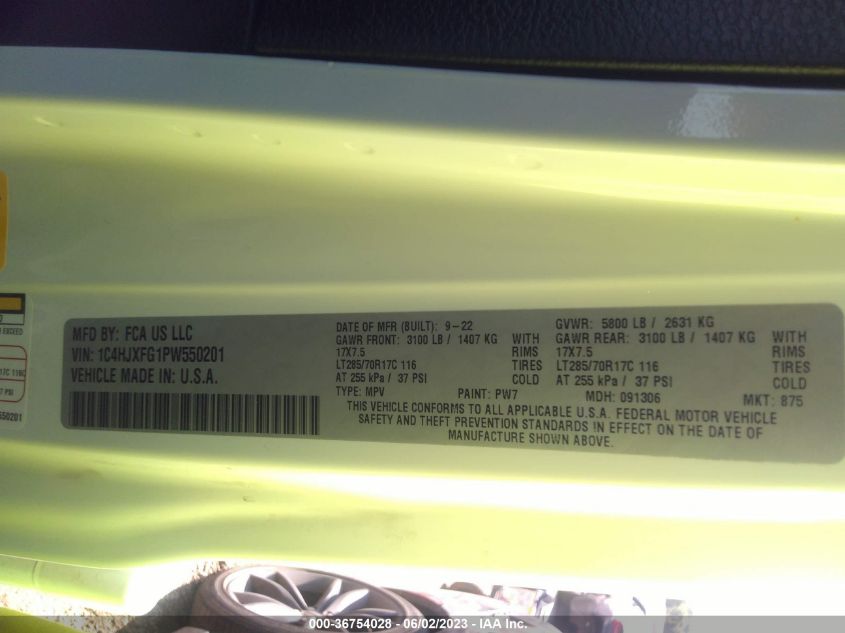 EXCEED
17C 116
PSI
550201
MFD BY: FCA US LLC
VIN: 1C4HJXFG1PW550201
VEHICLE MADE IN: U.S.A.
DATE OF MFR (BUILT): 9-22 GVWR: 5800 LB / 2631 KG
GAWR FRONT: 3100 LB / 1407 KG WITH GAWR REAR: 3100 LB / 1407 KG WITH
17X7.5 RIMS 17X7.5 RIMS
LT285/70R17C 116 TIRES LT285/70R17C 116 TIRES
AT 255 kPa / 37 PSI COLD AT 255 kPa / 37 PSI COLD
TYPE: MPV PAINT: PW7 MDH: 091306 MKT: 875
THIS VEHICLE CONFORMS TO ALL APPLICABLE U.S.A. FEDERAL MOTOR VEHICLE
SAFETY AND THEFT PREVENTION STANDARDS IN EFFECT ON THE DATE OF
MANUFACTURE SHOWN ABOVE.
000-36754028 - 06/02/2023 - IAA Inc.